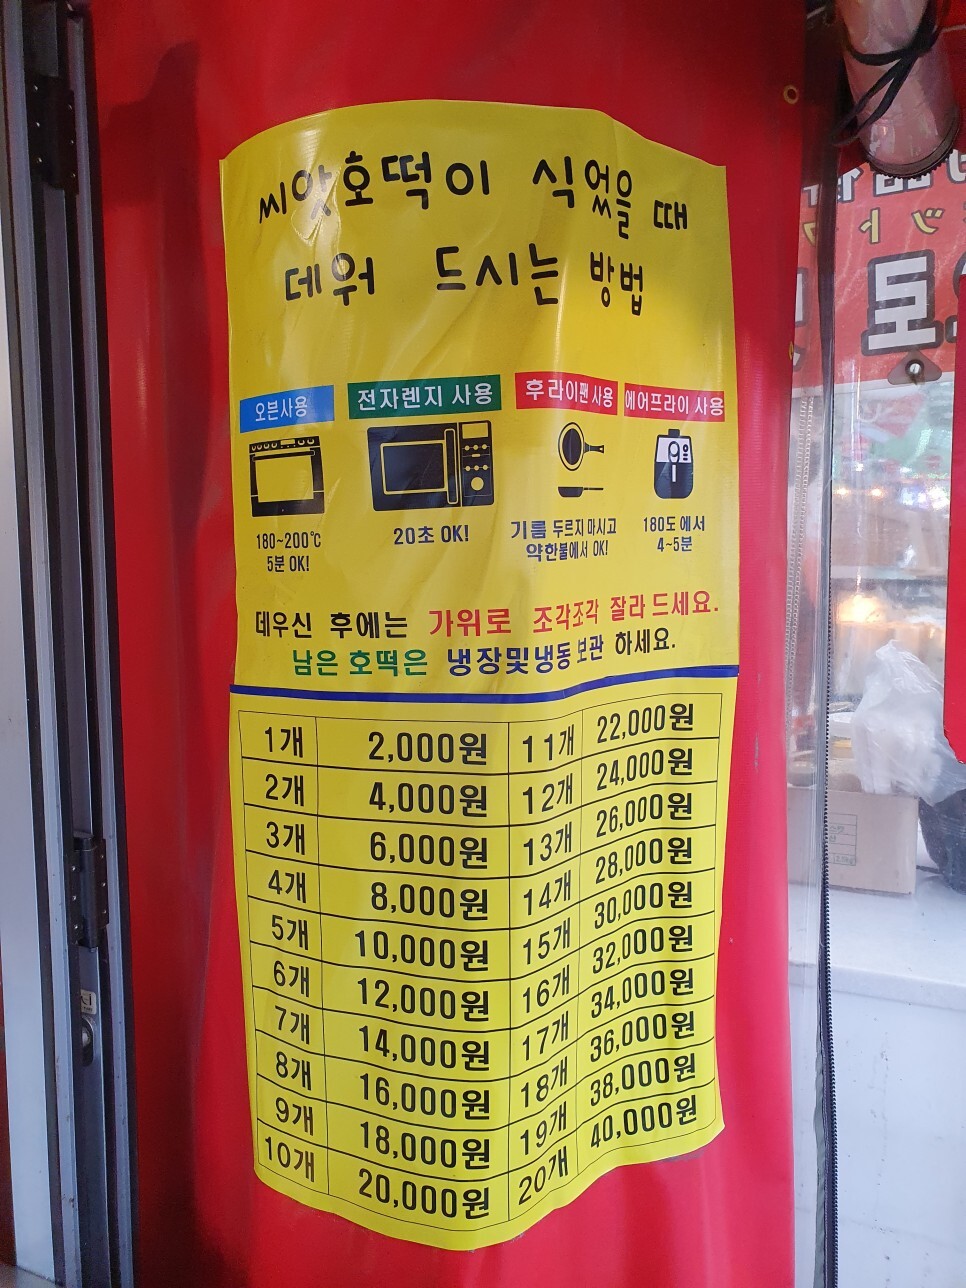 씨앗호떡이 식었을 때
데워 드시는 방법
오븐사용 전자렌지 사용 후라이팬 사용 에어프라이 사용
180~200℃
5분 OK!
20초 OK!
기름 두르지 마시고
약한불에서 OK!
180도 에서
4~5분
데우신 후에는 가위로 조각조각 잘라 드세요.
남은 호떡은 냉장및냉동 보관 하세요.
1개 2,000원 11개 22,000원
2개 4,000원 12개 24,000원
3개 6,000원 13개 26,000원
4개 8,000원 14개 28,000원
5개 10,000원 15개 30,000원
6개 12,000원 16개 32,000원
7개 14,000원 17개 34,000원
8개 16,000원 18개 36,000원
9개 18,000원 19개 38,000원
10개 20,000원 20개 40,000원